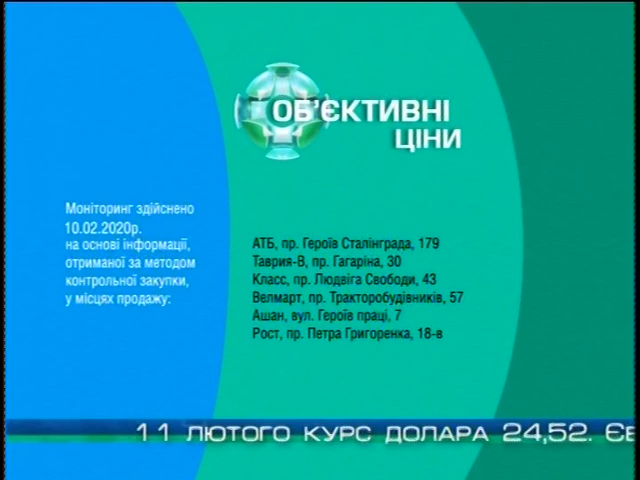 ОБ'ЄКТИВНІ
ЦІНИ
Моніторинг здійснено
10.02.2020р.
на основі інформації,
отриманої за методом
контрольної закупки,
у місцях продажу:
АТБ, пр. Героїв Сталінграда, 179
Таврия-В, пр. Гагаріна, 30
Класс, пр. Людвіга Свободи, 43
Велмарт, пр. Тракторобудівників, 57
Ашан, вул. Героїв праці, 7
Рост, пр. Петра Григоренка, 18-в
11 ЛЮТОГО КУРС ДОЛАРА 24,52. ЄВ